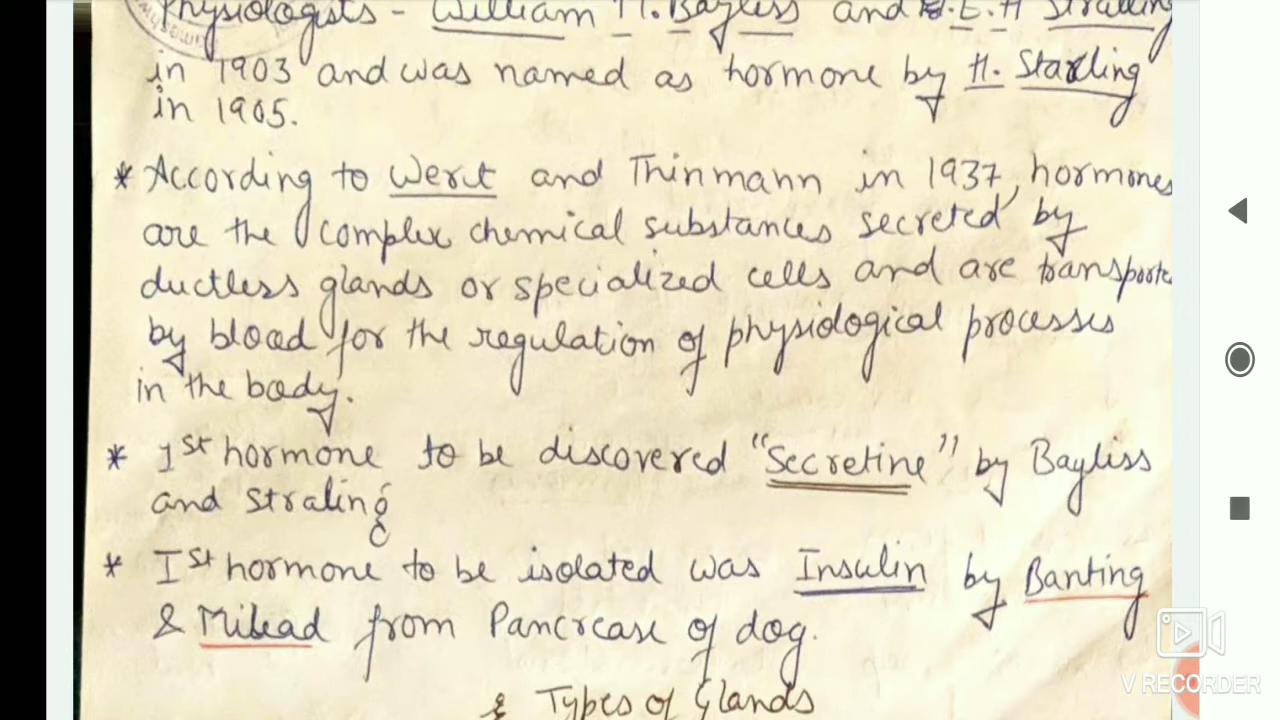 Physiologists - William H. Bayliss and E. H Straling
in 1903 and was named as hormone by H. Starling
in 1905.
* According to Werit and Thinmann in 1937, hormones
are the complex chemical substances secreted by
ductless glands or specialized cells and are transporte
by blood for the regulation of physiological processes
in the body.
* 1st hormone to be discovered "Secretine" by Bayliss
and Straling
* Ist hormone to be isolated was Insulin by Banting
& from Pancrease of dog.
& Types of Glands
V RECORDER